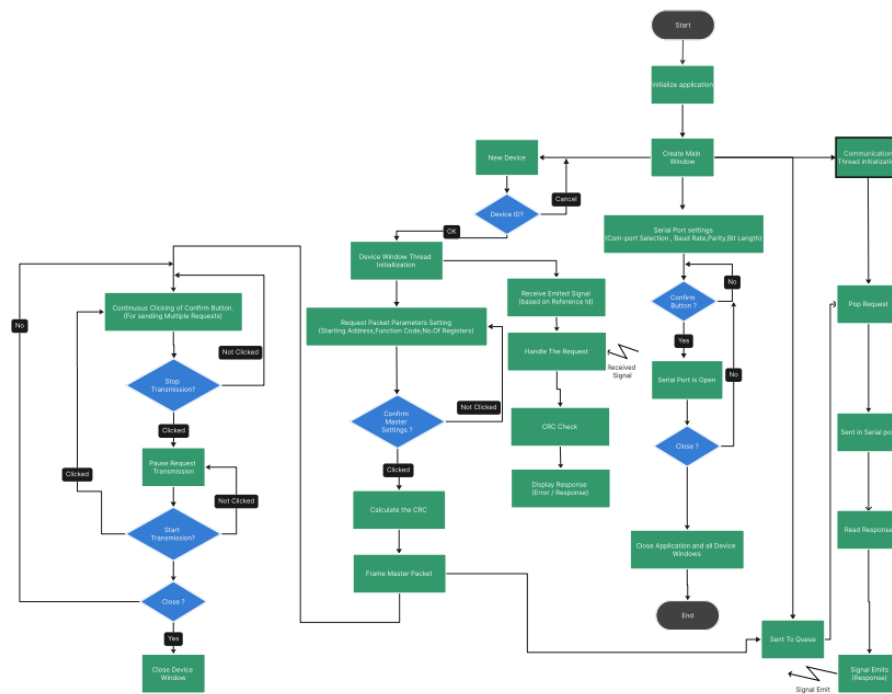 Start
Initialize application
Create Main
Window
New Device
Cancel
Device ID?
OK
Communication
Thread initializatio
Serial Port settings
(Com-port Selection , Baud Rate,Parity,Bit Length)
Device Window Thread
Initialization
No
Confirm
Button ?
Yes
Receive Emited Signal
(based on Reference id)
Continuous Clicking of Confirm Button.
(For sending Multiple Requests)
No
Request Packet Parameters Setting
(Starting Address,Function Code,No.Of Registers)
Pop Request
Handle The Request
Received
Signal
Not Clicked
Stop
Transmission?
Serial Port is Open
No
Not Clicked
Confirm
Master
Settings ?
CRC Check
Clicked
Close ?
Sent in Serial por
Pause Request
Transmission
Clicked
Clicked
Not Clicked
Display Response
(Error / Response)
Calculate the CRC
Start
Transmission?
Read Response
Close Application and all Device
Windows
Frame Master Packet
Close ?
End
Yes
Sent To Queue
Close Device
Window
Signal Emits
(Response)
Signal Emit